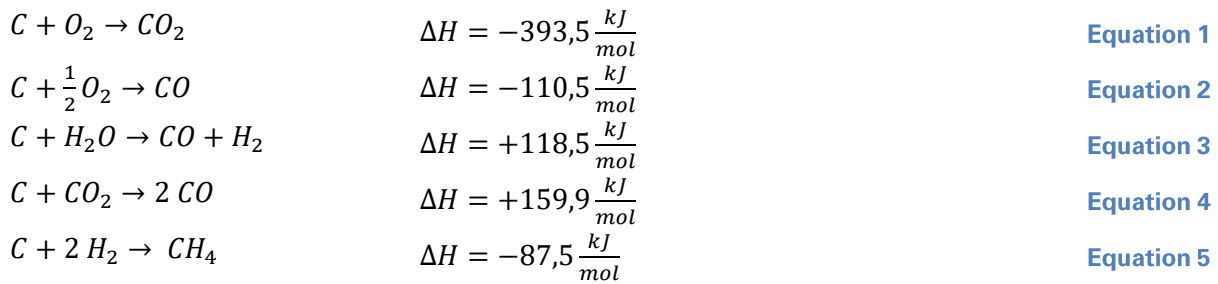 C + O₂ → CO₂ ΔH = −393,5 kJ/mol Equation 1
C + ½ O₂ → CO ΔH = −110,5 kJ/mol Equation 2
C + H₂O → CO + H₂ ΔH = +118,5 kJ/mol Equation 3
C + CO₂ → 2 CO ΔH = +159,9 kJ/mol Equation 4
C + 2 H₂ → CH₄ ΔH = −87,5 kJ/mol Equation 5